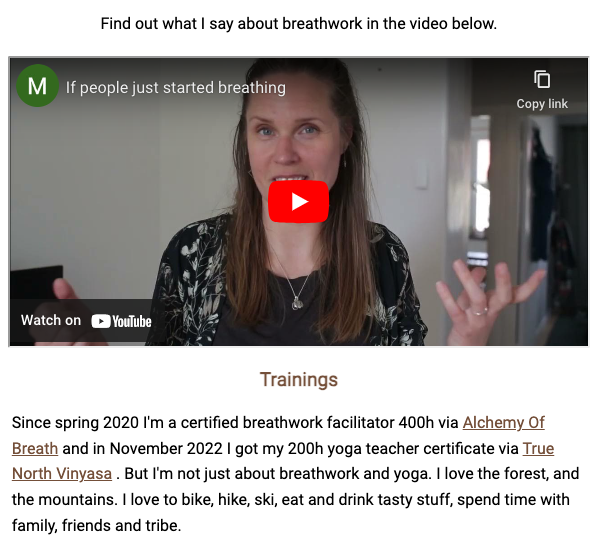 Find out what I say about breathwork in the video below.
M
If people just started breathing
Copy link
Watch on YouTube
Trainings
Since spring 2020 I'm a certified breathwork facilitator 400h via Alchemy Of
Breath and in November 2022 I got my 200h yoga teacher certificate via True
North Vinyasa . But I'm not just about breathwork and yoga. I love the forest, and
the mountains. I love to bike, hike, ski, eat and drink tasty stuff, spend time with
family, friends and tribe.